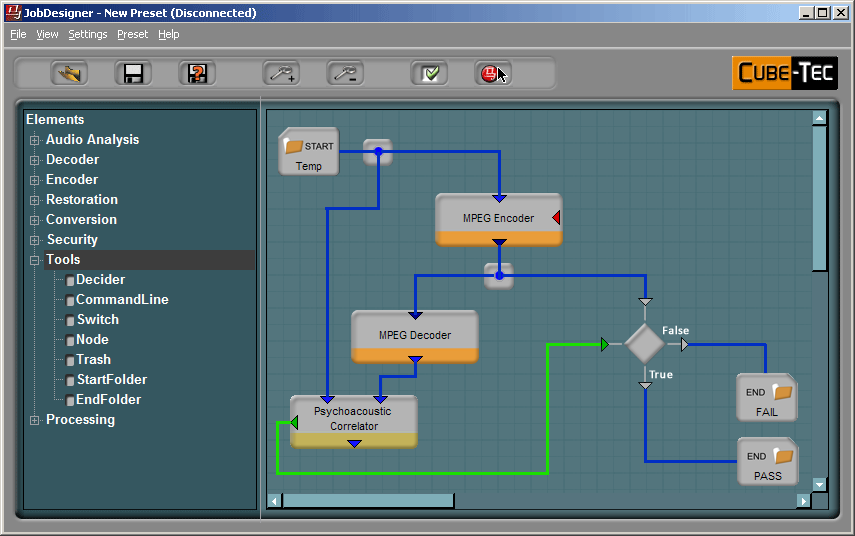 JobDesigner - New Preset (Disconnected)
File View Settings Preset Help
CUBE-TEC
Elements
Audio Analysis
Decoder
Encoder
Restoration
Conversion
Security
Tools
Decider
CommandLine
Switch
Node
Trash
StartFolder
EndFolder
Processing
START
Temp
MPEG Encoder
MPEG Decoder
Psychoacoustic
Correlator
False
True
END
FAIL
END
PASS